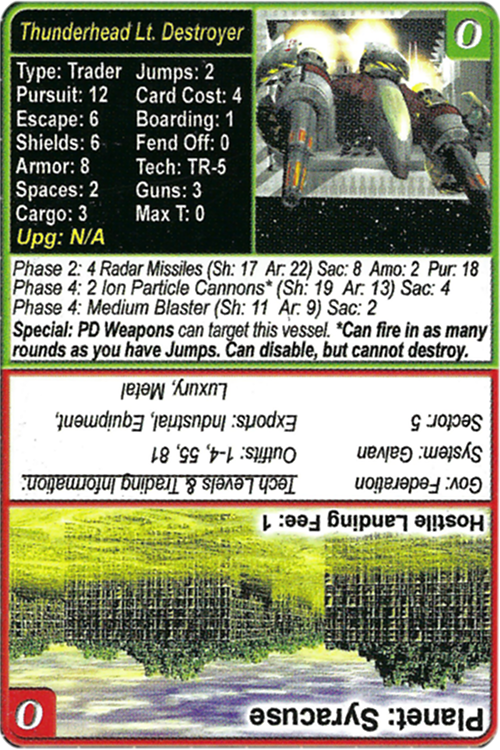 Thunderhead Lt. Destroyer
0
Type: Trader Jumps: 2
Pursuit: 12 Card Cost: 4
Escape: 6 Boarding: 1
Shields: 6 Fend Off: 0
Armor: 8 Tech: TR-5
Spaces: 2 Guns: 3
Cargo: 3 Max T: 0
Upg: N/A
Phase 2: 4 Radar Missiles (Sh: 17 Ar: 22) Sac: 8 Amo: 2 Pur: 18
Phase 4: 2 Ion Particle Cannons* (Sh: 19 Ar: 13) Sac: 4
Phase 4: Medium Blaster (Sh: 11 Ar: 9) Sac: 2
Special: PD Weapons can target this vessel. *Can fire in as many
rounds as you have Jumps. Can disable, but cannot destroy.
Planet: Syracuse
0
Hostile Landing Fee: 1
Gov: Federation
System: Galvan
Sector: 5
Tech Levels & Trading Information:
Outfits: 1-4, 55, 81
Exports: Industrial, Equipment,
Luxury, Metal